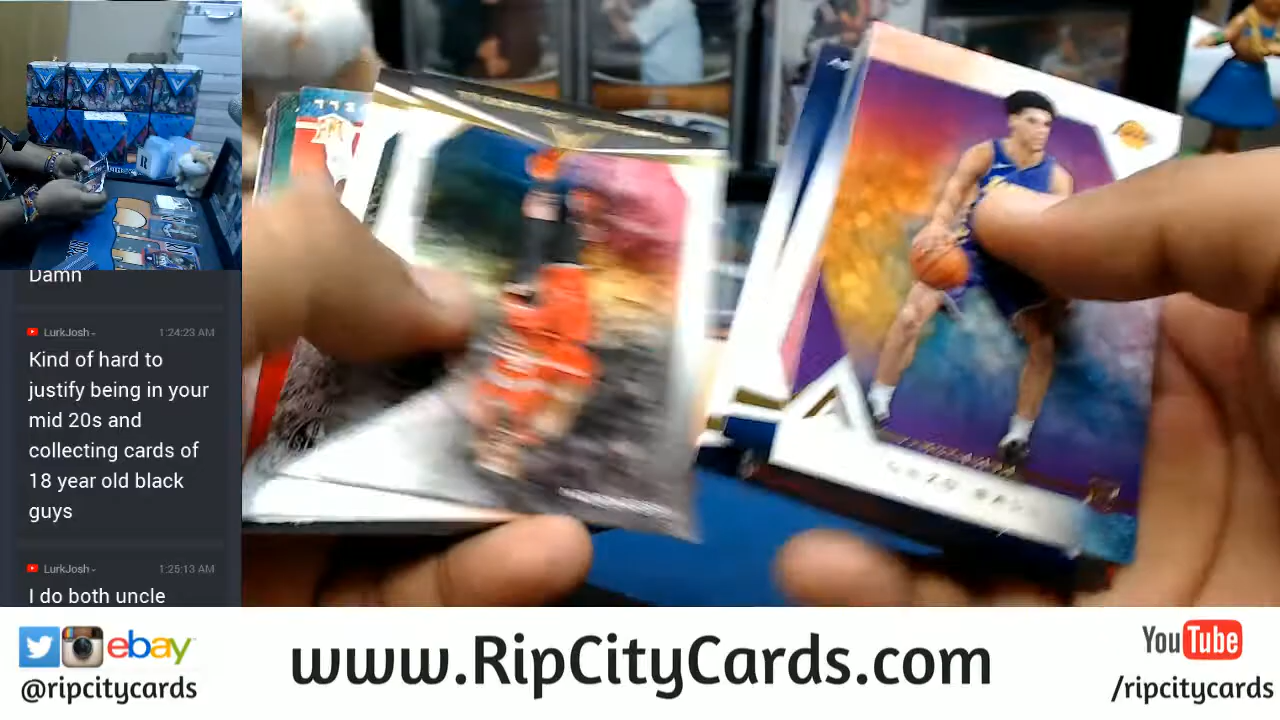 Damn
LurkJosh~
1:24:23 AM
Kind of hard to
justify being in your
mid 20s and
collecting cards of
18 year old black
guys
LurkJosh~
1:25:13 AM
I do both uncle
ebay
@ripcitycards
www.RipCityCards.com
YouTube
/ripcitycards